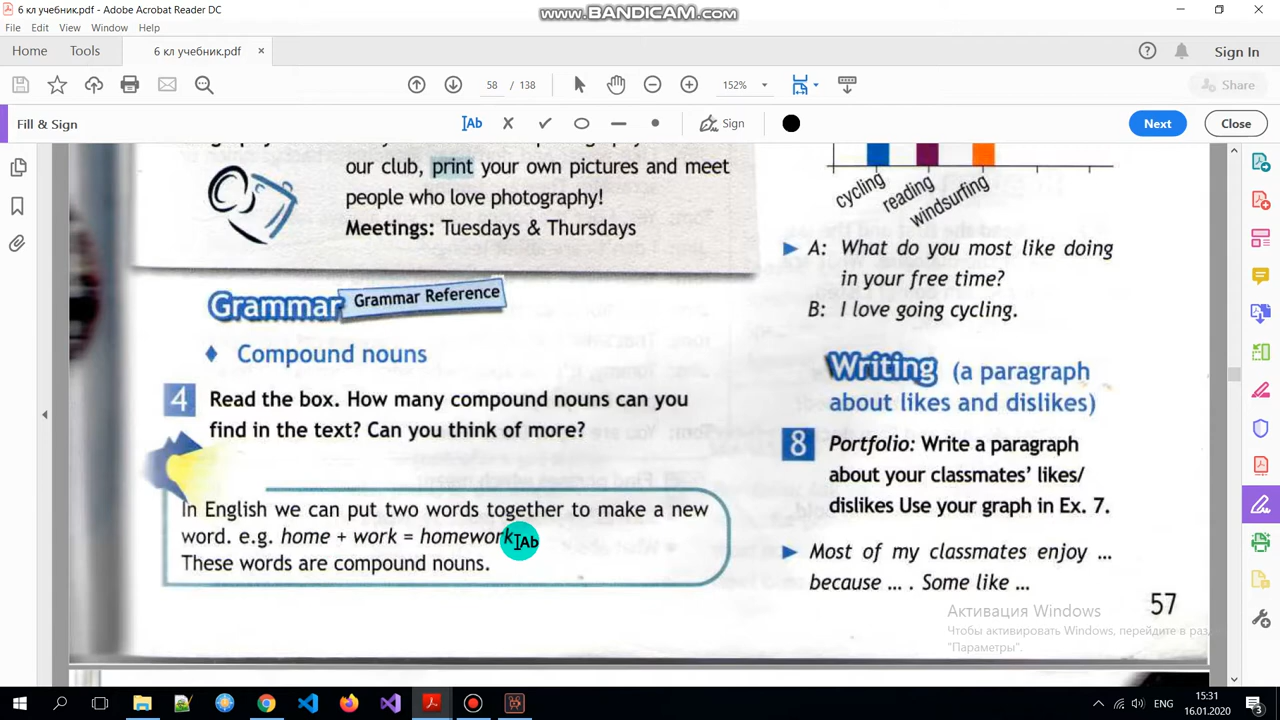 6 кл учебник.pdf - Adobe Acrobat Reader DC
www.BANDICAM.com
File Edit View Window Help
Home Tools 6 кл учебник.pdf × Sign In
58 / 138 152% Share
Fill & Sign Ab Sign Next Close
our club, print your own pictures and meet
people who love photography!
Meetings: Tuesdays & Thursdays
Grammar Grammar Reference
Compound nouns
4 Read the box. How many compound nouns can you
find in the text? Can you think of more?
In English we can put two words together to make a new
word. e.g. home + work = homework
Ab
These words are compound nouns.
cycling
reading
windsurfing
A: What do you most like doing
in your free time?
B: I love going cycling.
Writing (a paragraph
about likes and dislikes)
8 Portfolio: Write a paragraph
about your classmates' likes/
dislikes Use your graph in Ex. 7.
Most of my classmates enjoy ...
because ... . Some like ...
57
Активация Windows
Чтобы активировать Windows, перейдите в раз
"Параметры".
ENG
15:31
16.01.2020
3